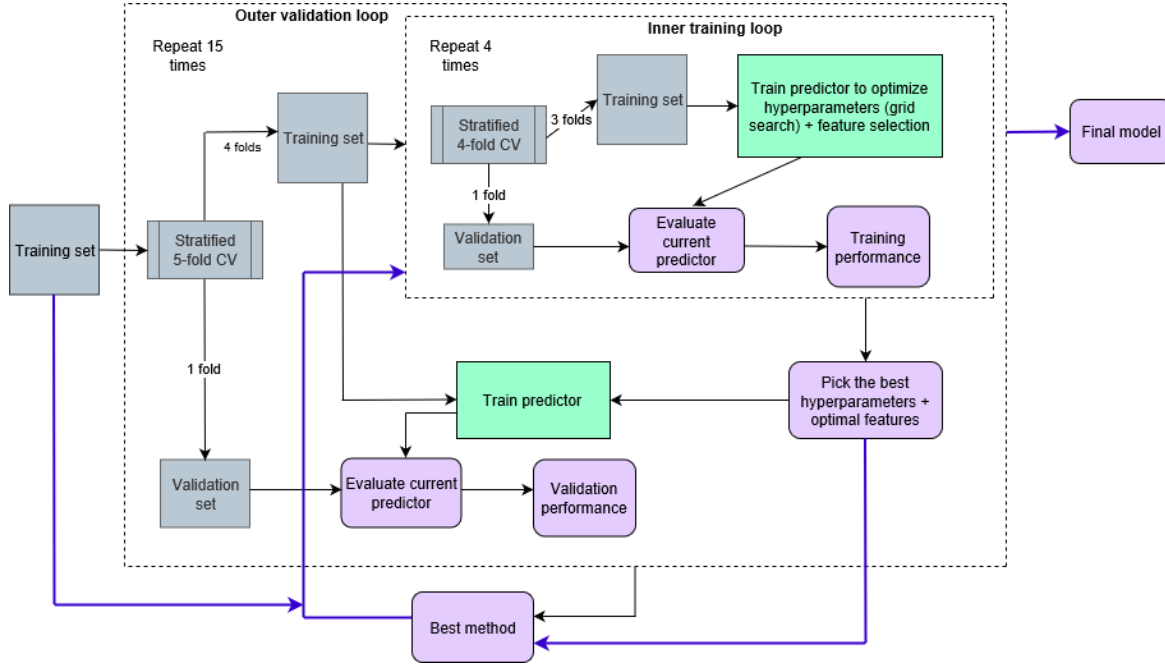 Outer validation loop
Repeat 15
times
Inner training loop
Repeat 4
times
Training set
4 folds
Stratified
4-fold CV
3 folds
Training set
Train predictor to optimize
hyperparameters (grid
search) + feature selection
Final model
1 fold
Training set
Stratified
5-fold CV
Validation
set
Evaluate
current
predictor
Training
performance
1 fold
Train predictor
Pick the best
hyperparameters +
optimal features
Validation
set
Evaluate current
predictor
Validation
performance
Best method